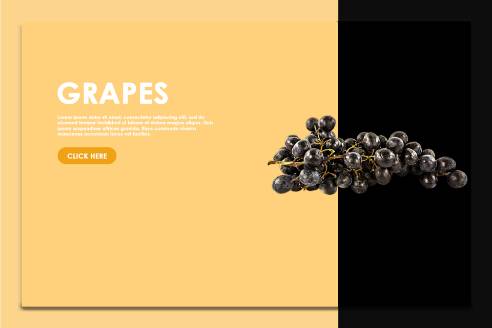 GRAPES
Lorem ipsum dolor sit amet, consectetur adipiscing elit, sed do
eiusmod tempor incididunt ut labore et dolore magna aliqua. Quis
ipsum suspendisse ultrices gravida. Risus commodo viverra
maecenas accumsan lacus vel facilisis.
CLICK HERE